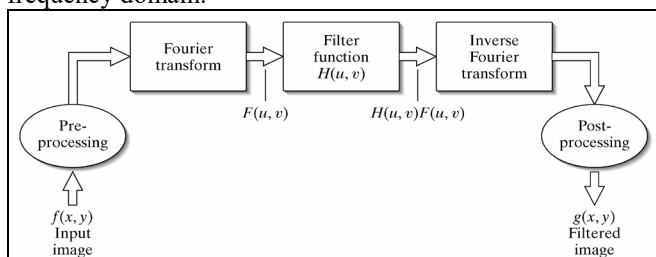 frequency domain.
Fourier
transform
Filter
function
H(u, v)
Inverse
Fourier
transform
F(u, v)
H(u, v)F(u, v)
Pre-
processing
Post-
processing
f(x, y)
Input
image
g(x, y)
Filtered
image